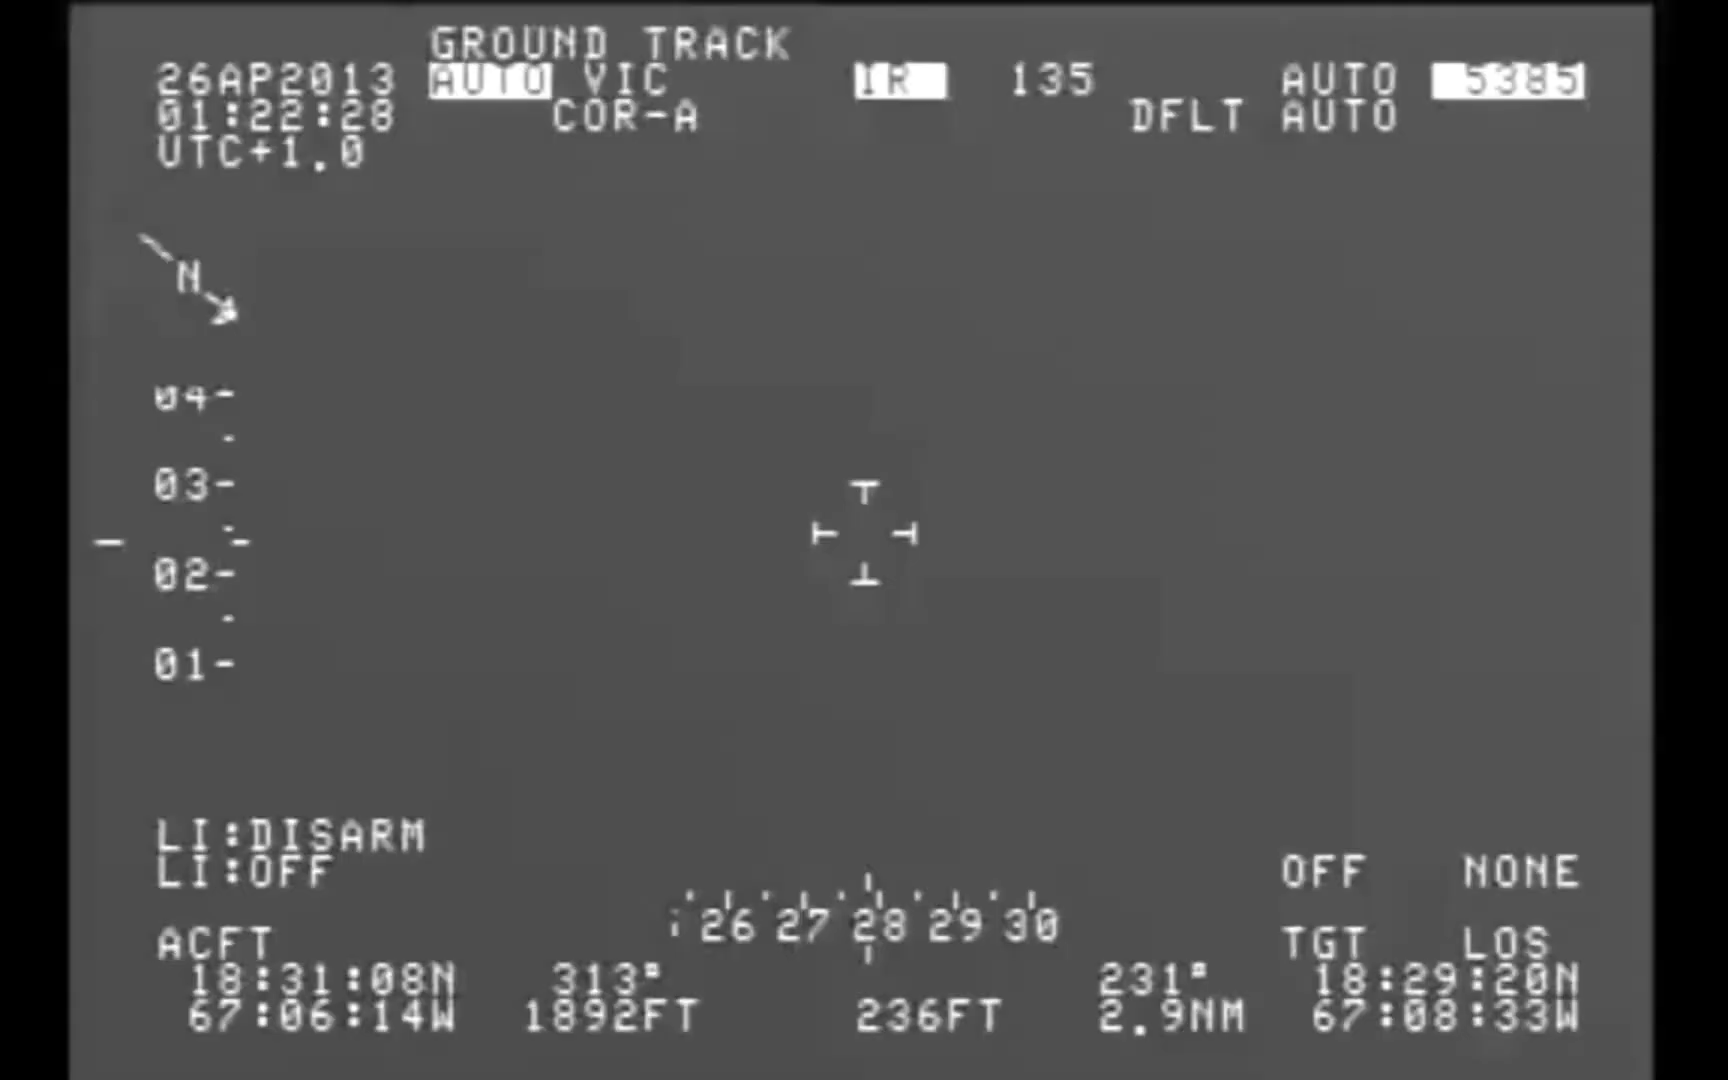 GROUND TRACK
26AP2013 AUTO VIC IR 135 AUTO 5385
01:22:28 COR-A DFLT AUTO
UTC+1.0
N
04-
03-
02-
01-
LI:DISARM
LI:OFF OFF NONE
26 27 28 29 30
ACFT TGT LOS
18:31:08N 313° 231° 18:29:20N
67:06:14W 1892FT 236FT 2.9NM 67:08:33W